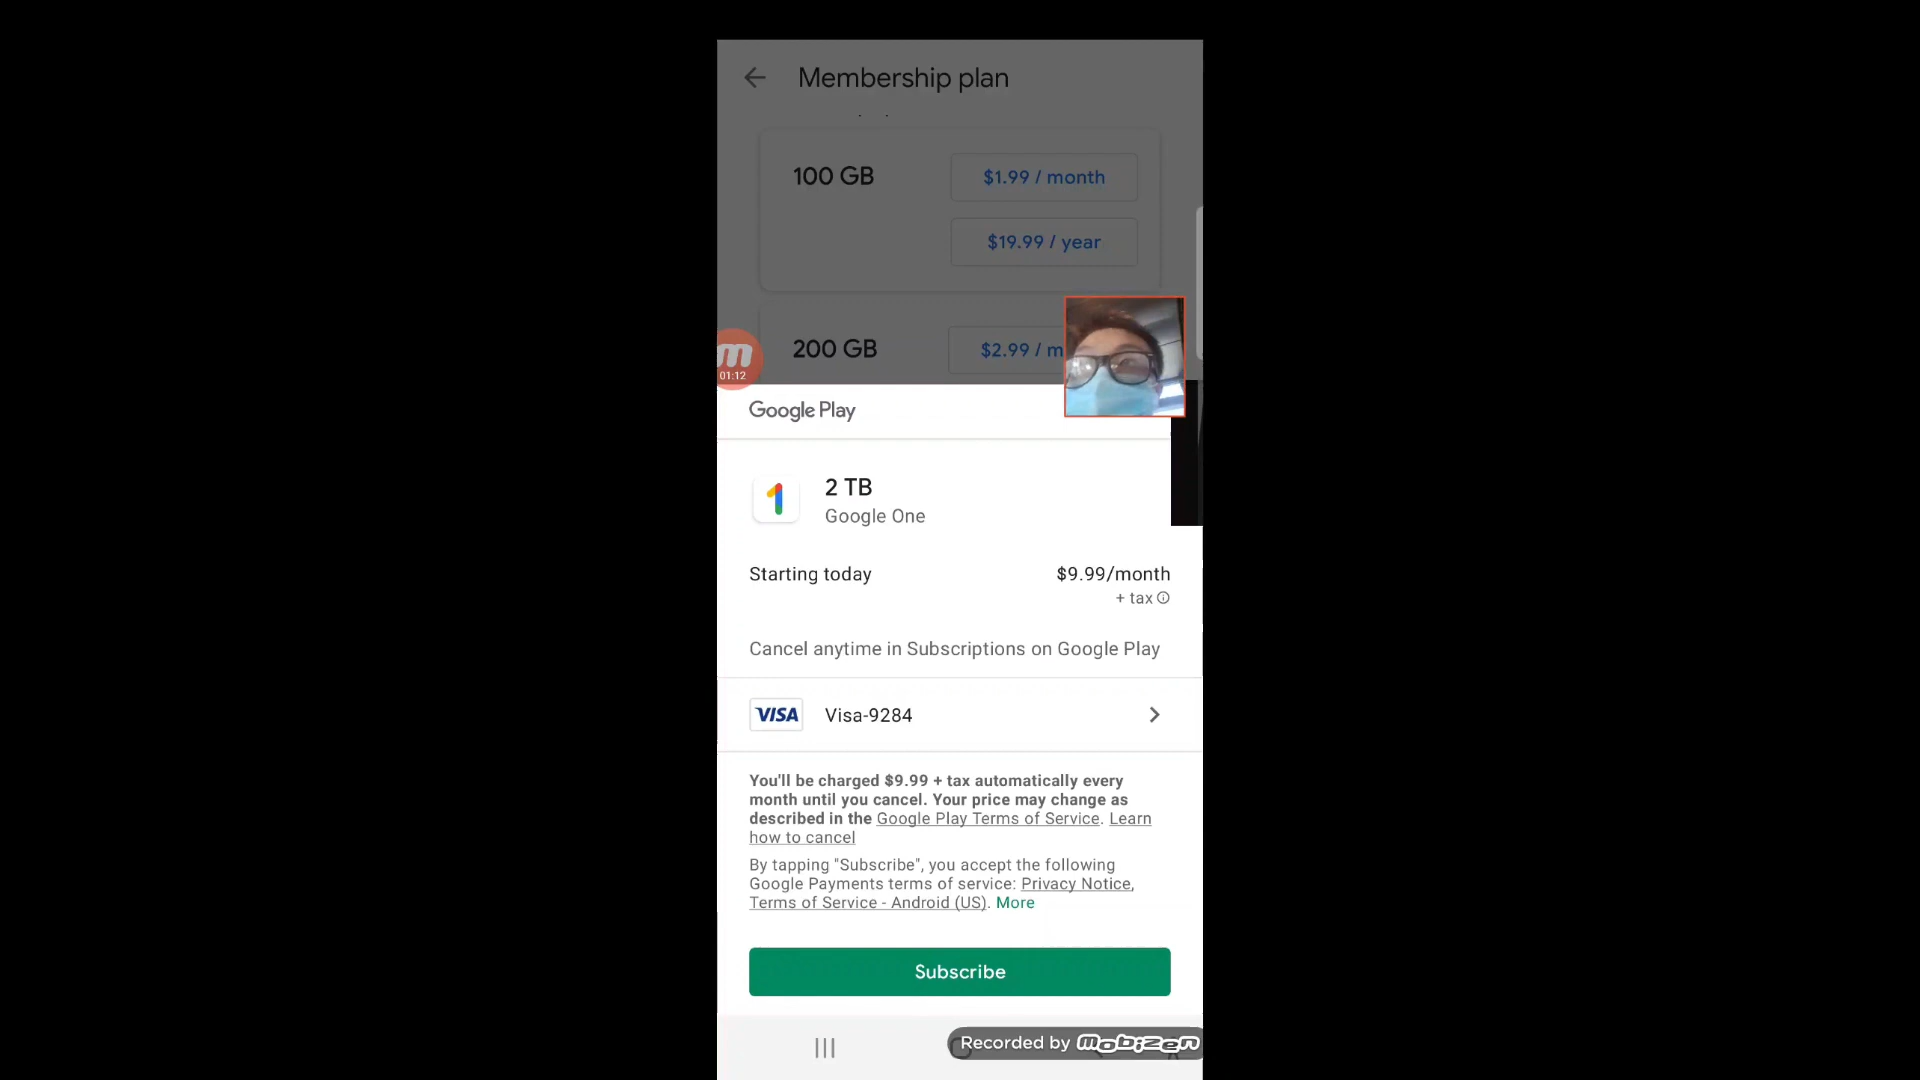 Membership plan
100 GB
$1.99 / month
$19.99 / year
200 GB
$2.99 / m
01:12
Google Play
2 TB
Google One
Starting today
$9.99/month
+ tax
Cancel anytime in Subscriptions on Google Play
VISA
Visa-9284
You'll be charged $9.99 + tax automatically every
month until you cancel. Your price may change as
described in the Google Play Terms of Service. Learn
how to cancel
By tapping "Subscribe", you accept the following
Google Payments terms of service: Privacy Notice,
Terms of Service - Android (US). More
Subscribe
Recorded by mobizen